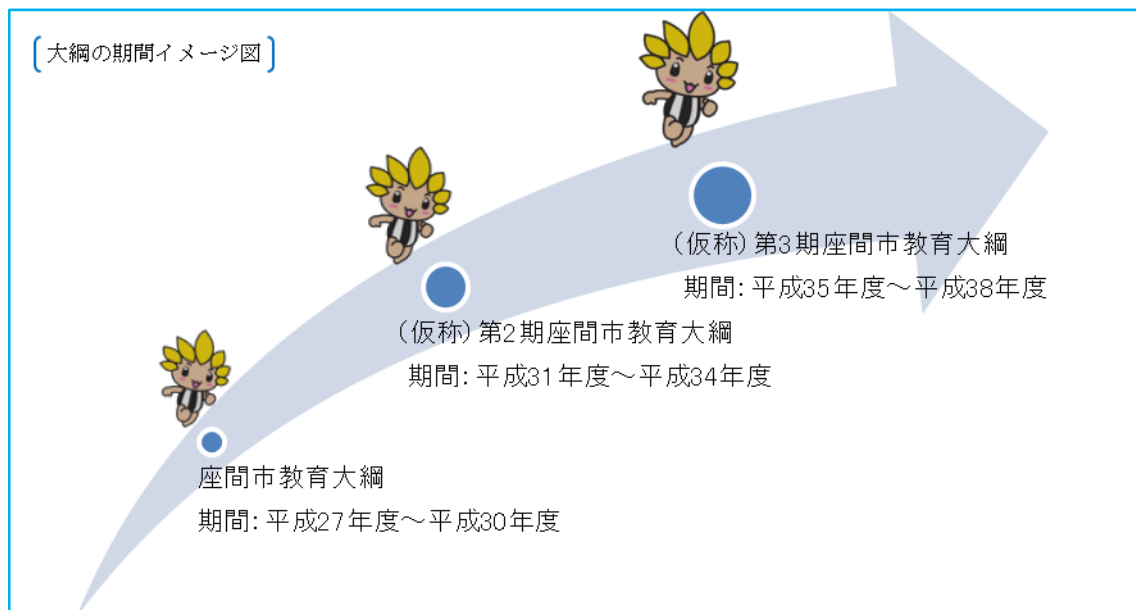 大綱の期間イメージ図
(仮称)第3期座間市教育大綱
期間:平成35年度～平成38年度
(仮称)第2期座間市教育大綱
期間:平成31年度～平成34年度
座間市教育大綱
期間:平成27年度～平成30年度